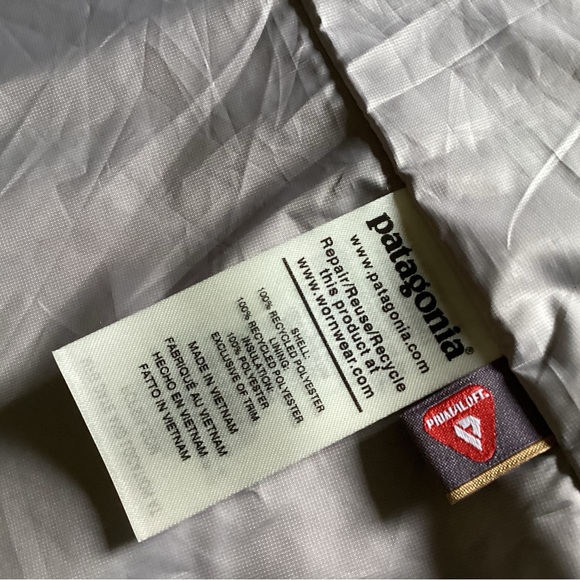 patagonia®
www.patagonia.com
Repair/Reuse/Recycle
this product at
www.wornwear.com
SHELL:
100% RECYCLED POLYESTER
LINING:
100% RECYCLED POLYESTER
INSULATION:
100% POLYESTER
EXCLUSIVE OF TRIM
MADE IN VIETNAM
FABRIQUÉ AU VIETNAM
HECHO EN VIETNAM
FATTO IN VIETNAM
PRIMALOFT.